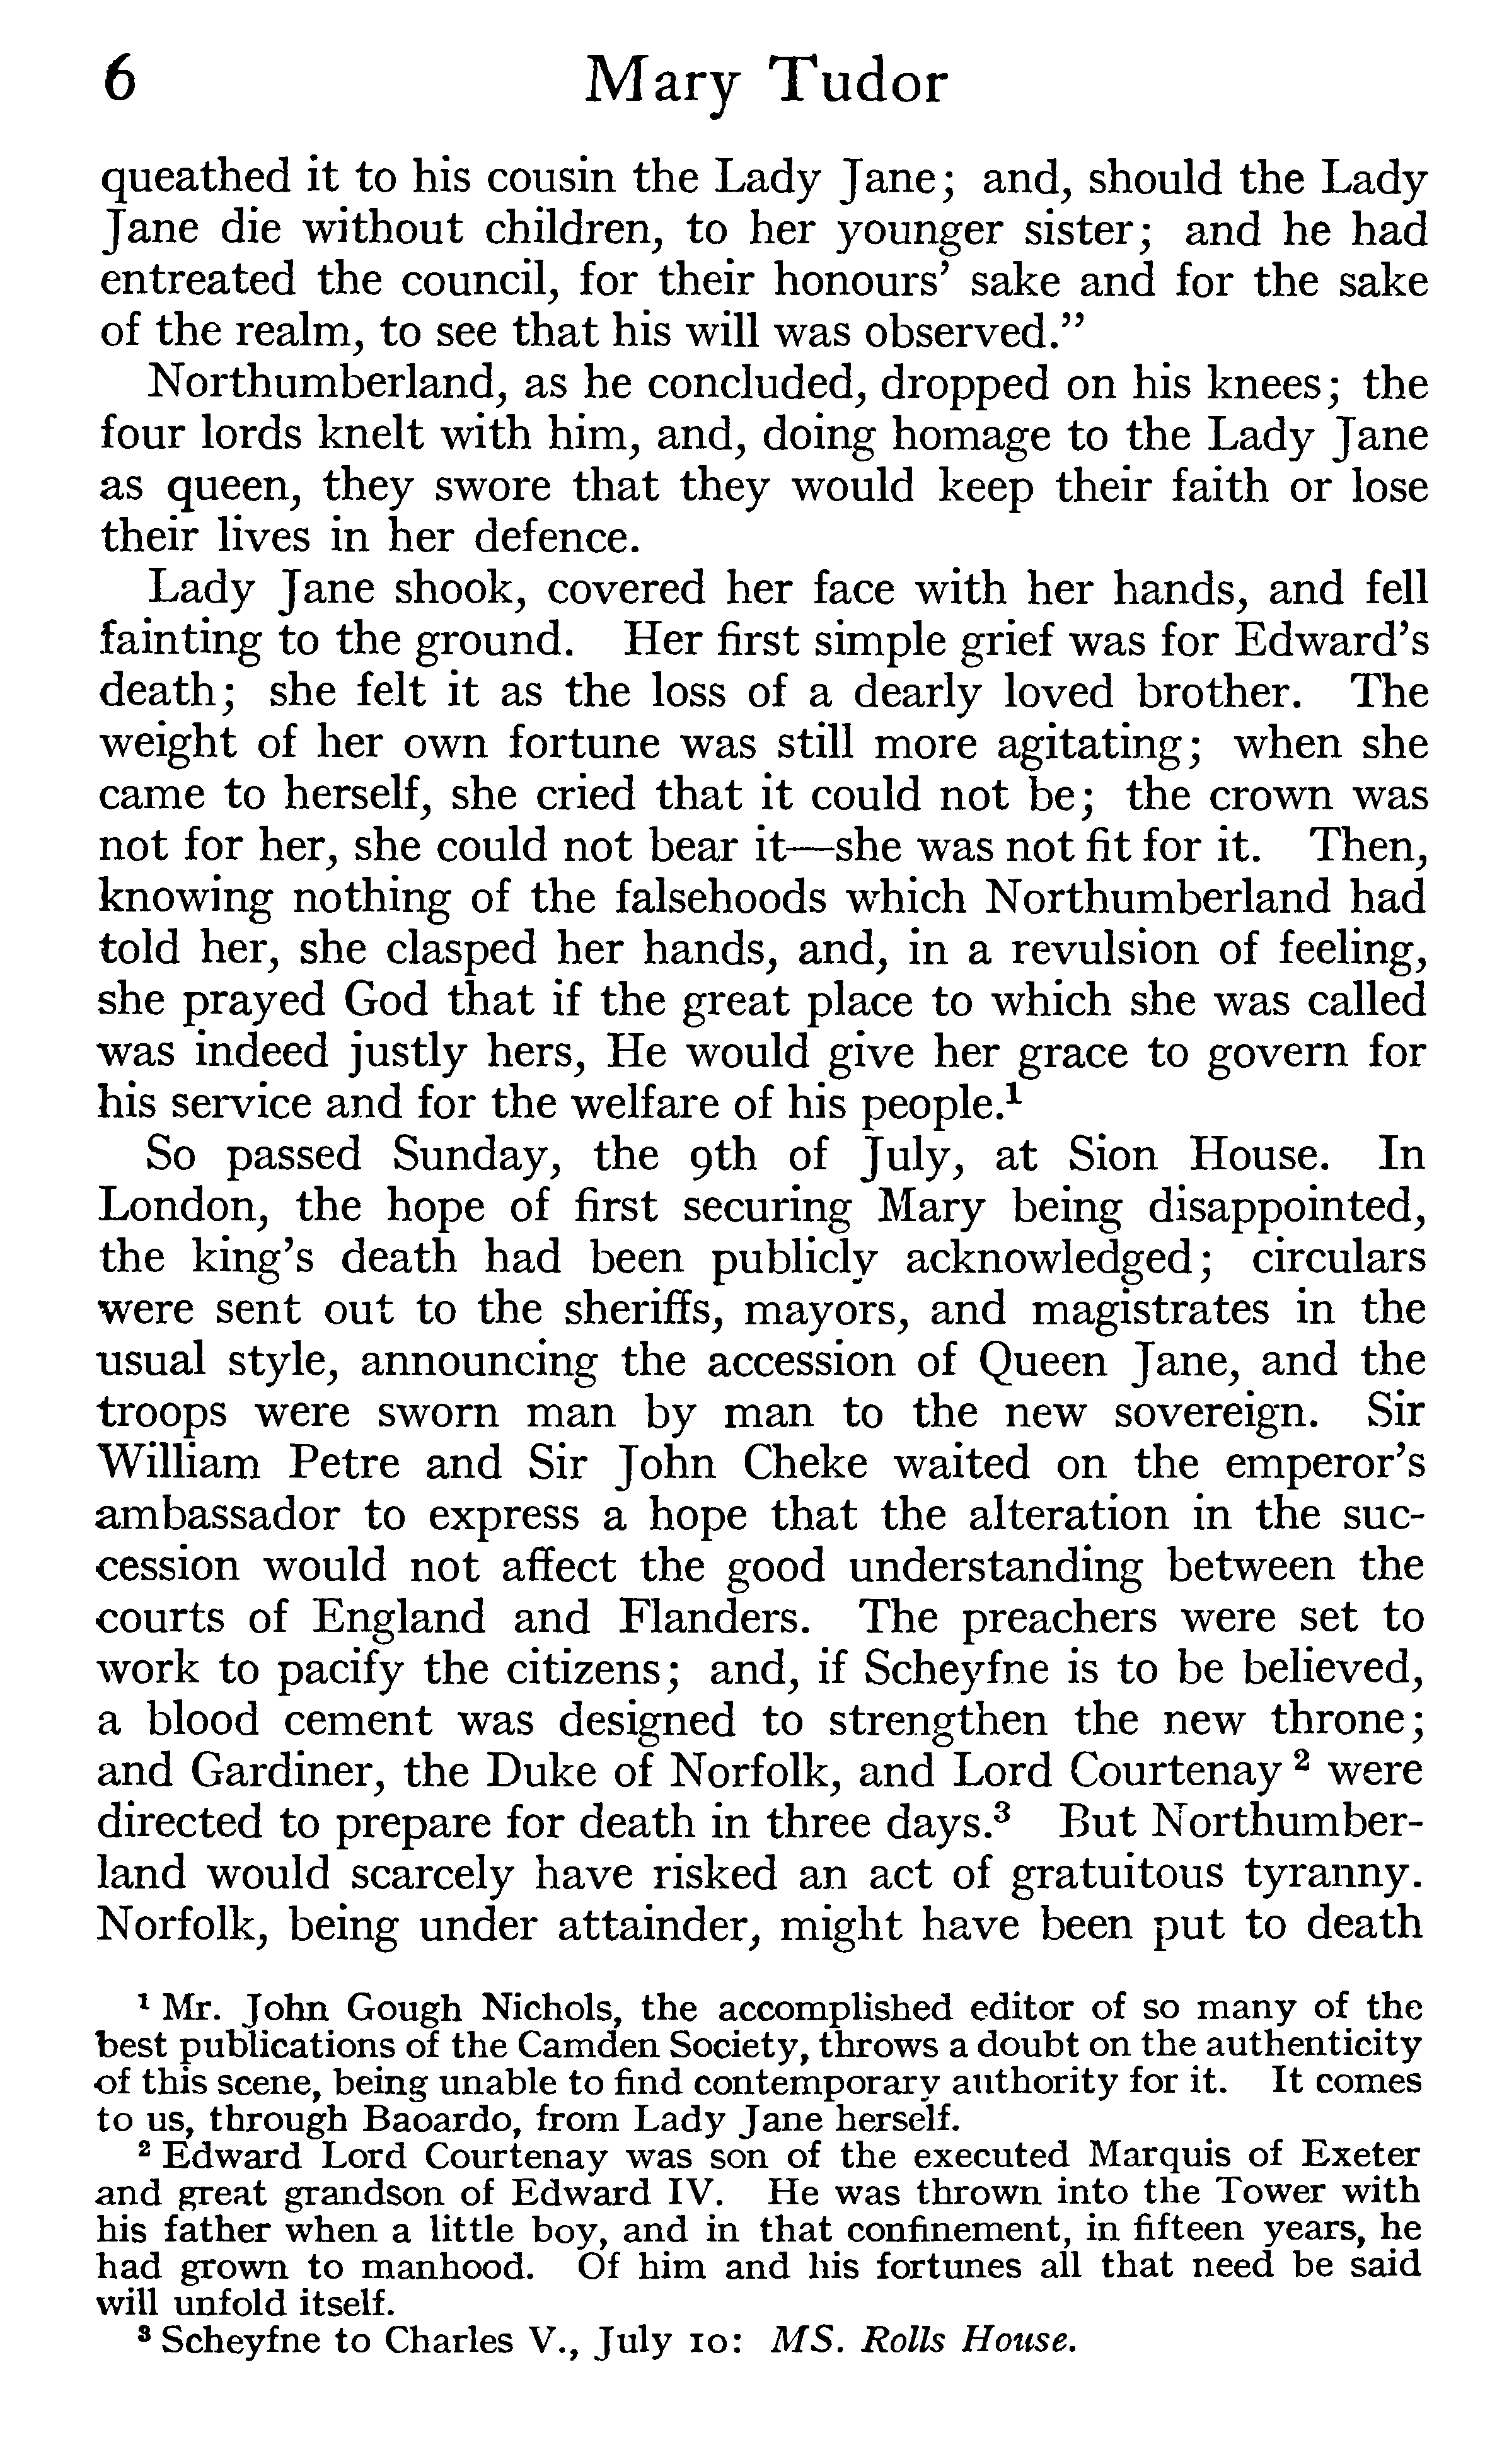 6 Mary Tudor
queathed it to his cousin the Lady Jane; and, should the Lady
Jane die without children, to her younger sister; and he had
entreated the council, for their honours' sake and for the sake
of the realm, to see that his will was observed.”
Northumberland, as he concluded, dropped on his knees; the
four lords knelt with him, and, doing homage to the Lady Jane
as queen, they swore that they would keep their faith or lose
their lives in her defence.
Lady Jane shook, covered her face with her hands, and fell
fainting to the ground. Her first simple grief was for Edward's
death; she felt it as the loss of a dearly loved brother. The
weight of her own fortune was still more agitating; when she
came to herself, she cried that it could not be; the crown was
not for her, she could not bear it—she was not fit for it. Then,
knowing nothing of the falsehoods which Northumberland had
told her, she clasped her hands, and, in a revulsion of feeling,
she prayed God that if the great place to which she was called
was indeed justly hers, He would give her grace to govern for
his service and for the welfare of his people.¹
So passed Sunday, the 9th of July, at Sion House. In
London, the hope of first securing Mary being disappointed,
the king's death had been publicly acknowledged; circulars
were sent out to the sheriffs, mayors, and magistrates in the
usual style, announcing the accession of Queen Jane, and the
troops were sworn man by man to the new sovereign. Sir
William Petre and Sir John Cheke waited on the emperor's
ambassador to express a hope that the alteration in the suc-
cession would not affect the good understanding between the
courts of England and Flanders. The preachers were set to
work to pacify the citizens; and, if Scheyfne is to be believed,
a blood cement was designed to strengthen the new throne;
and Gardiner, the Duke of Norfolk, and Lord Courtenay ² were
directed to prepare for death in three days.³ But Northumber-
land would scarcely have risked an act of gratuitous tyranny.
Norfolk, being under attainder, might have been put to death
¹ Mr. John Gough Nichols, the accomplished editor of so many of the
best publications of the Camden Society, throws a doubt on the authenticity
of this scene, being unable to find contemporary authority for it. It comes
to us, through Baoardo, from Lady Jane herself.
² Edward Lord Courtenay was son of the executed Marquis of Exeter
and great grandson of Edward IV. He was thrown into the Tower with
his father when a little boy, and in that confinement, in fifteen years, he
had grown to manhood. Of him and his fortunes all that need be said
will unfold itself.
³ Scheyfne to Charles V., July 10: MS. Rolls House.